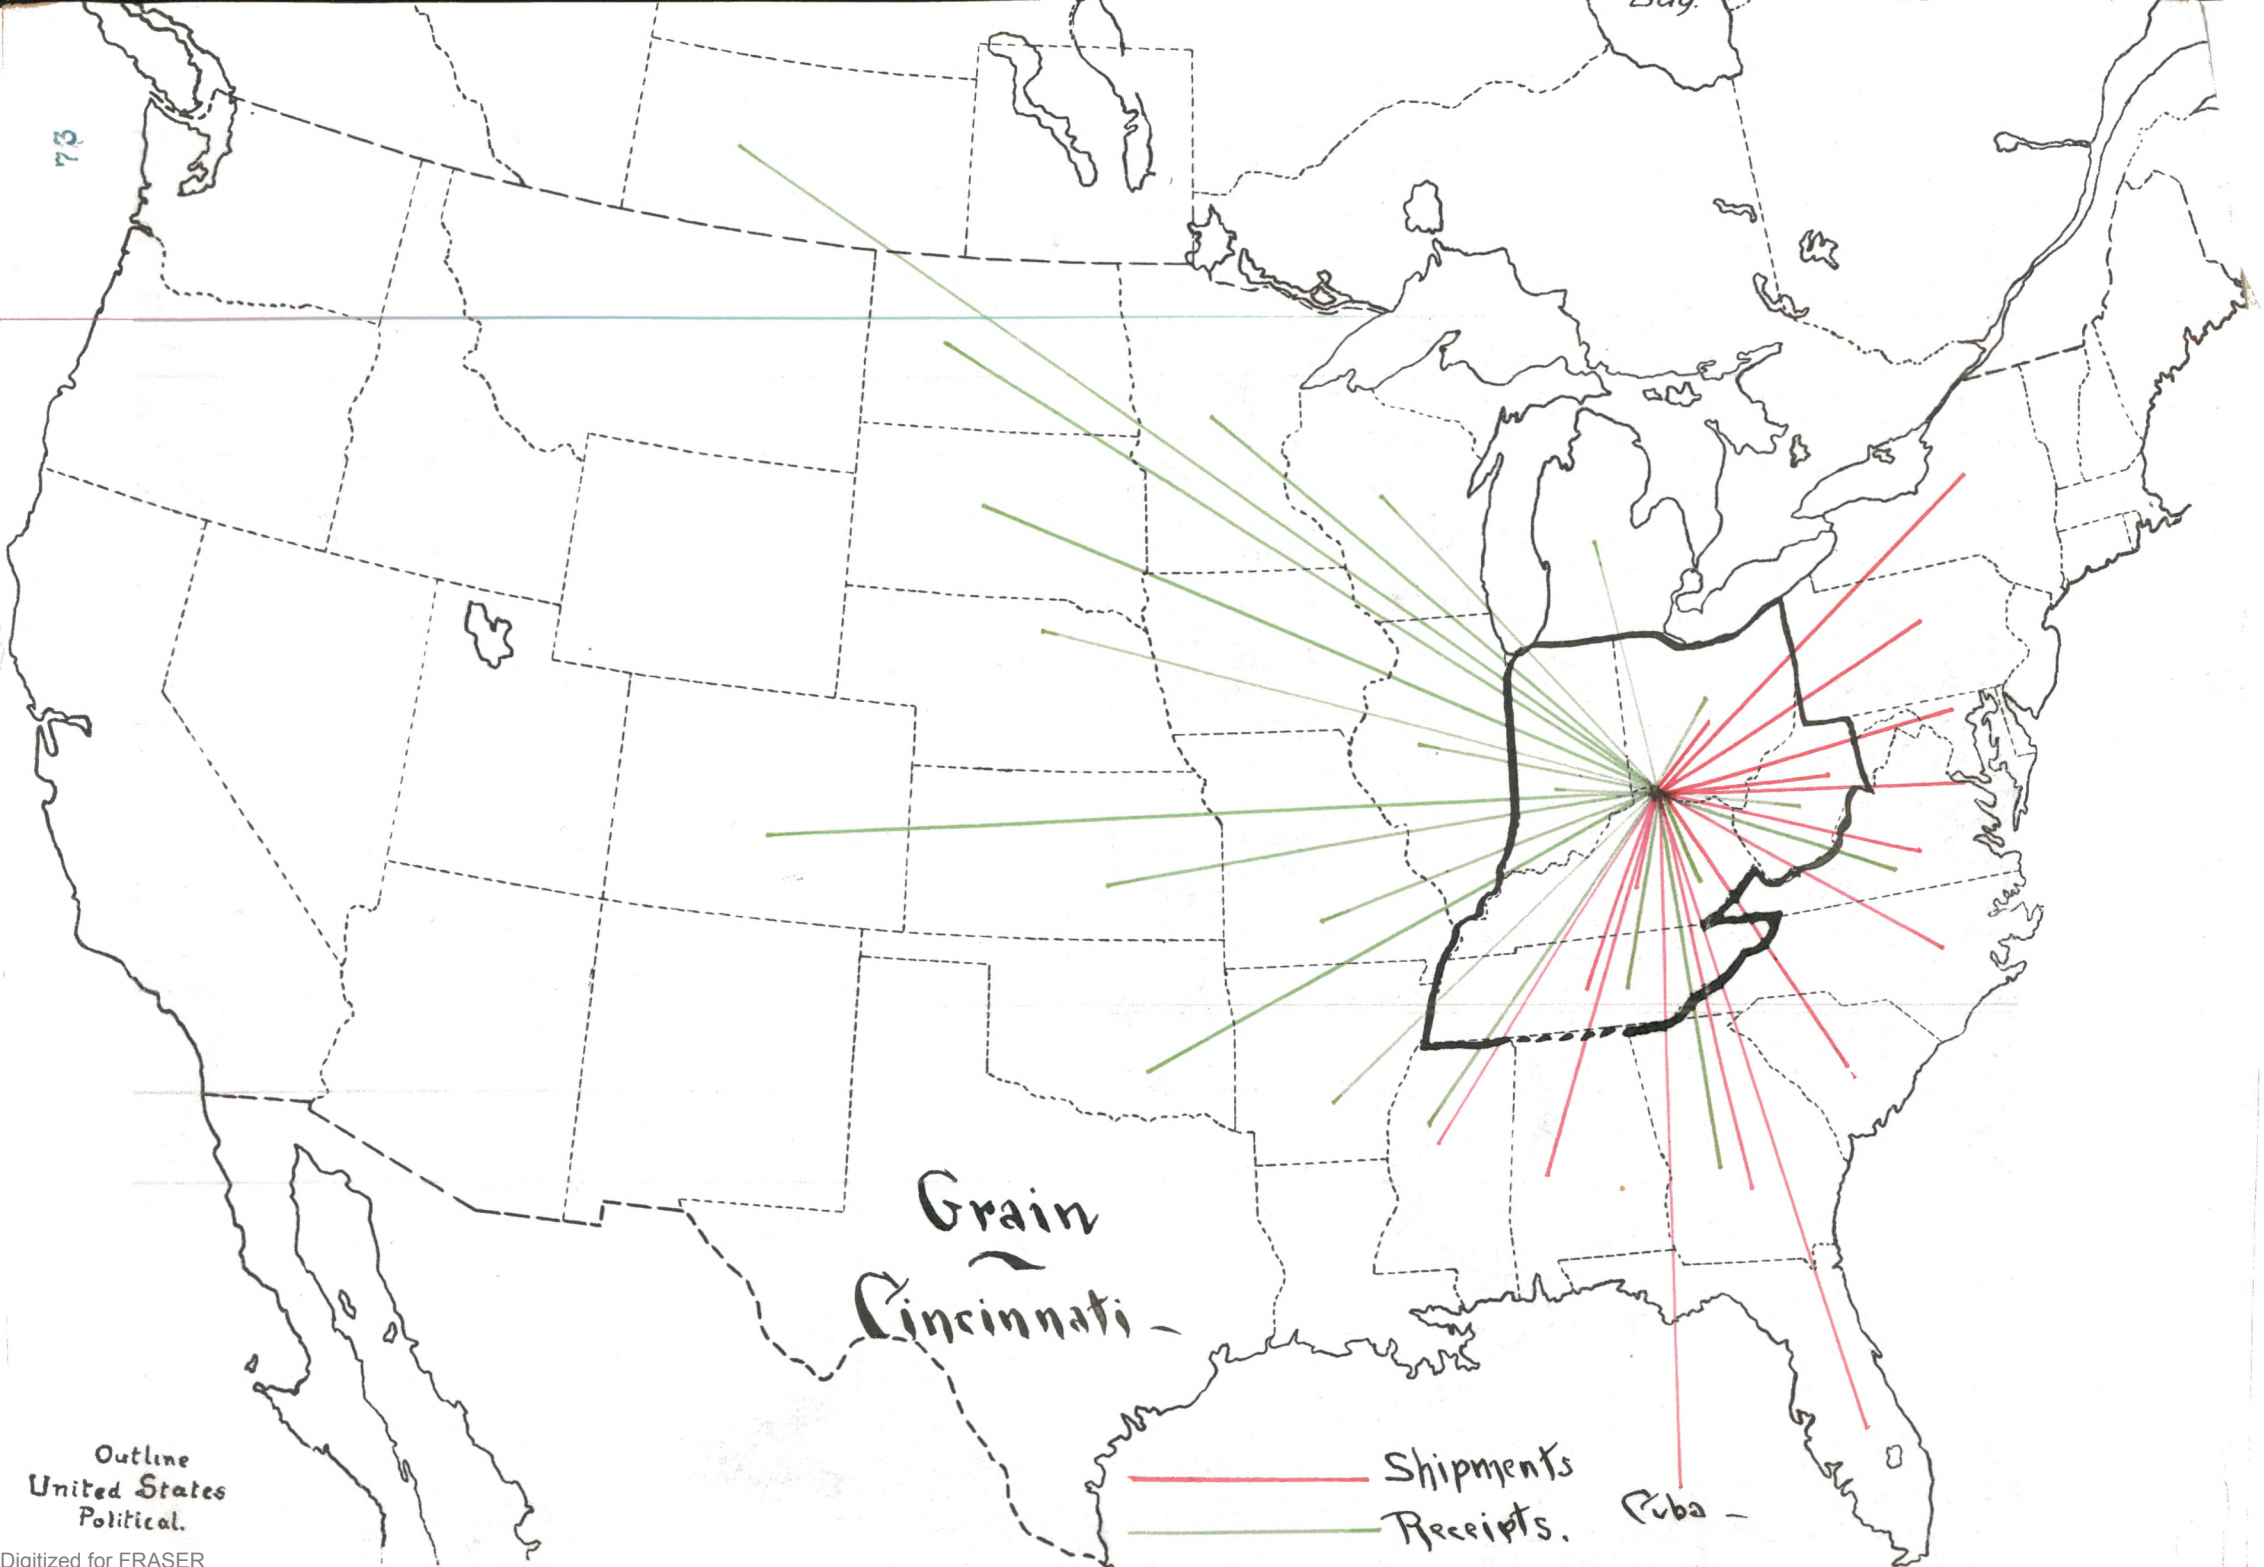 Bay.
73
Grain
Cincinnati -
Outline
United States
Political.
Shipments
Receipts.
Cuba -
Digitized for FRASER